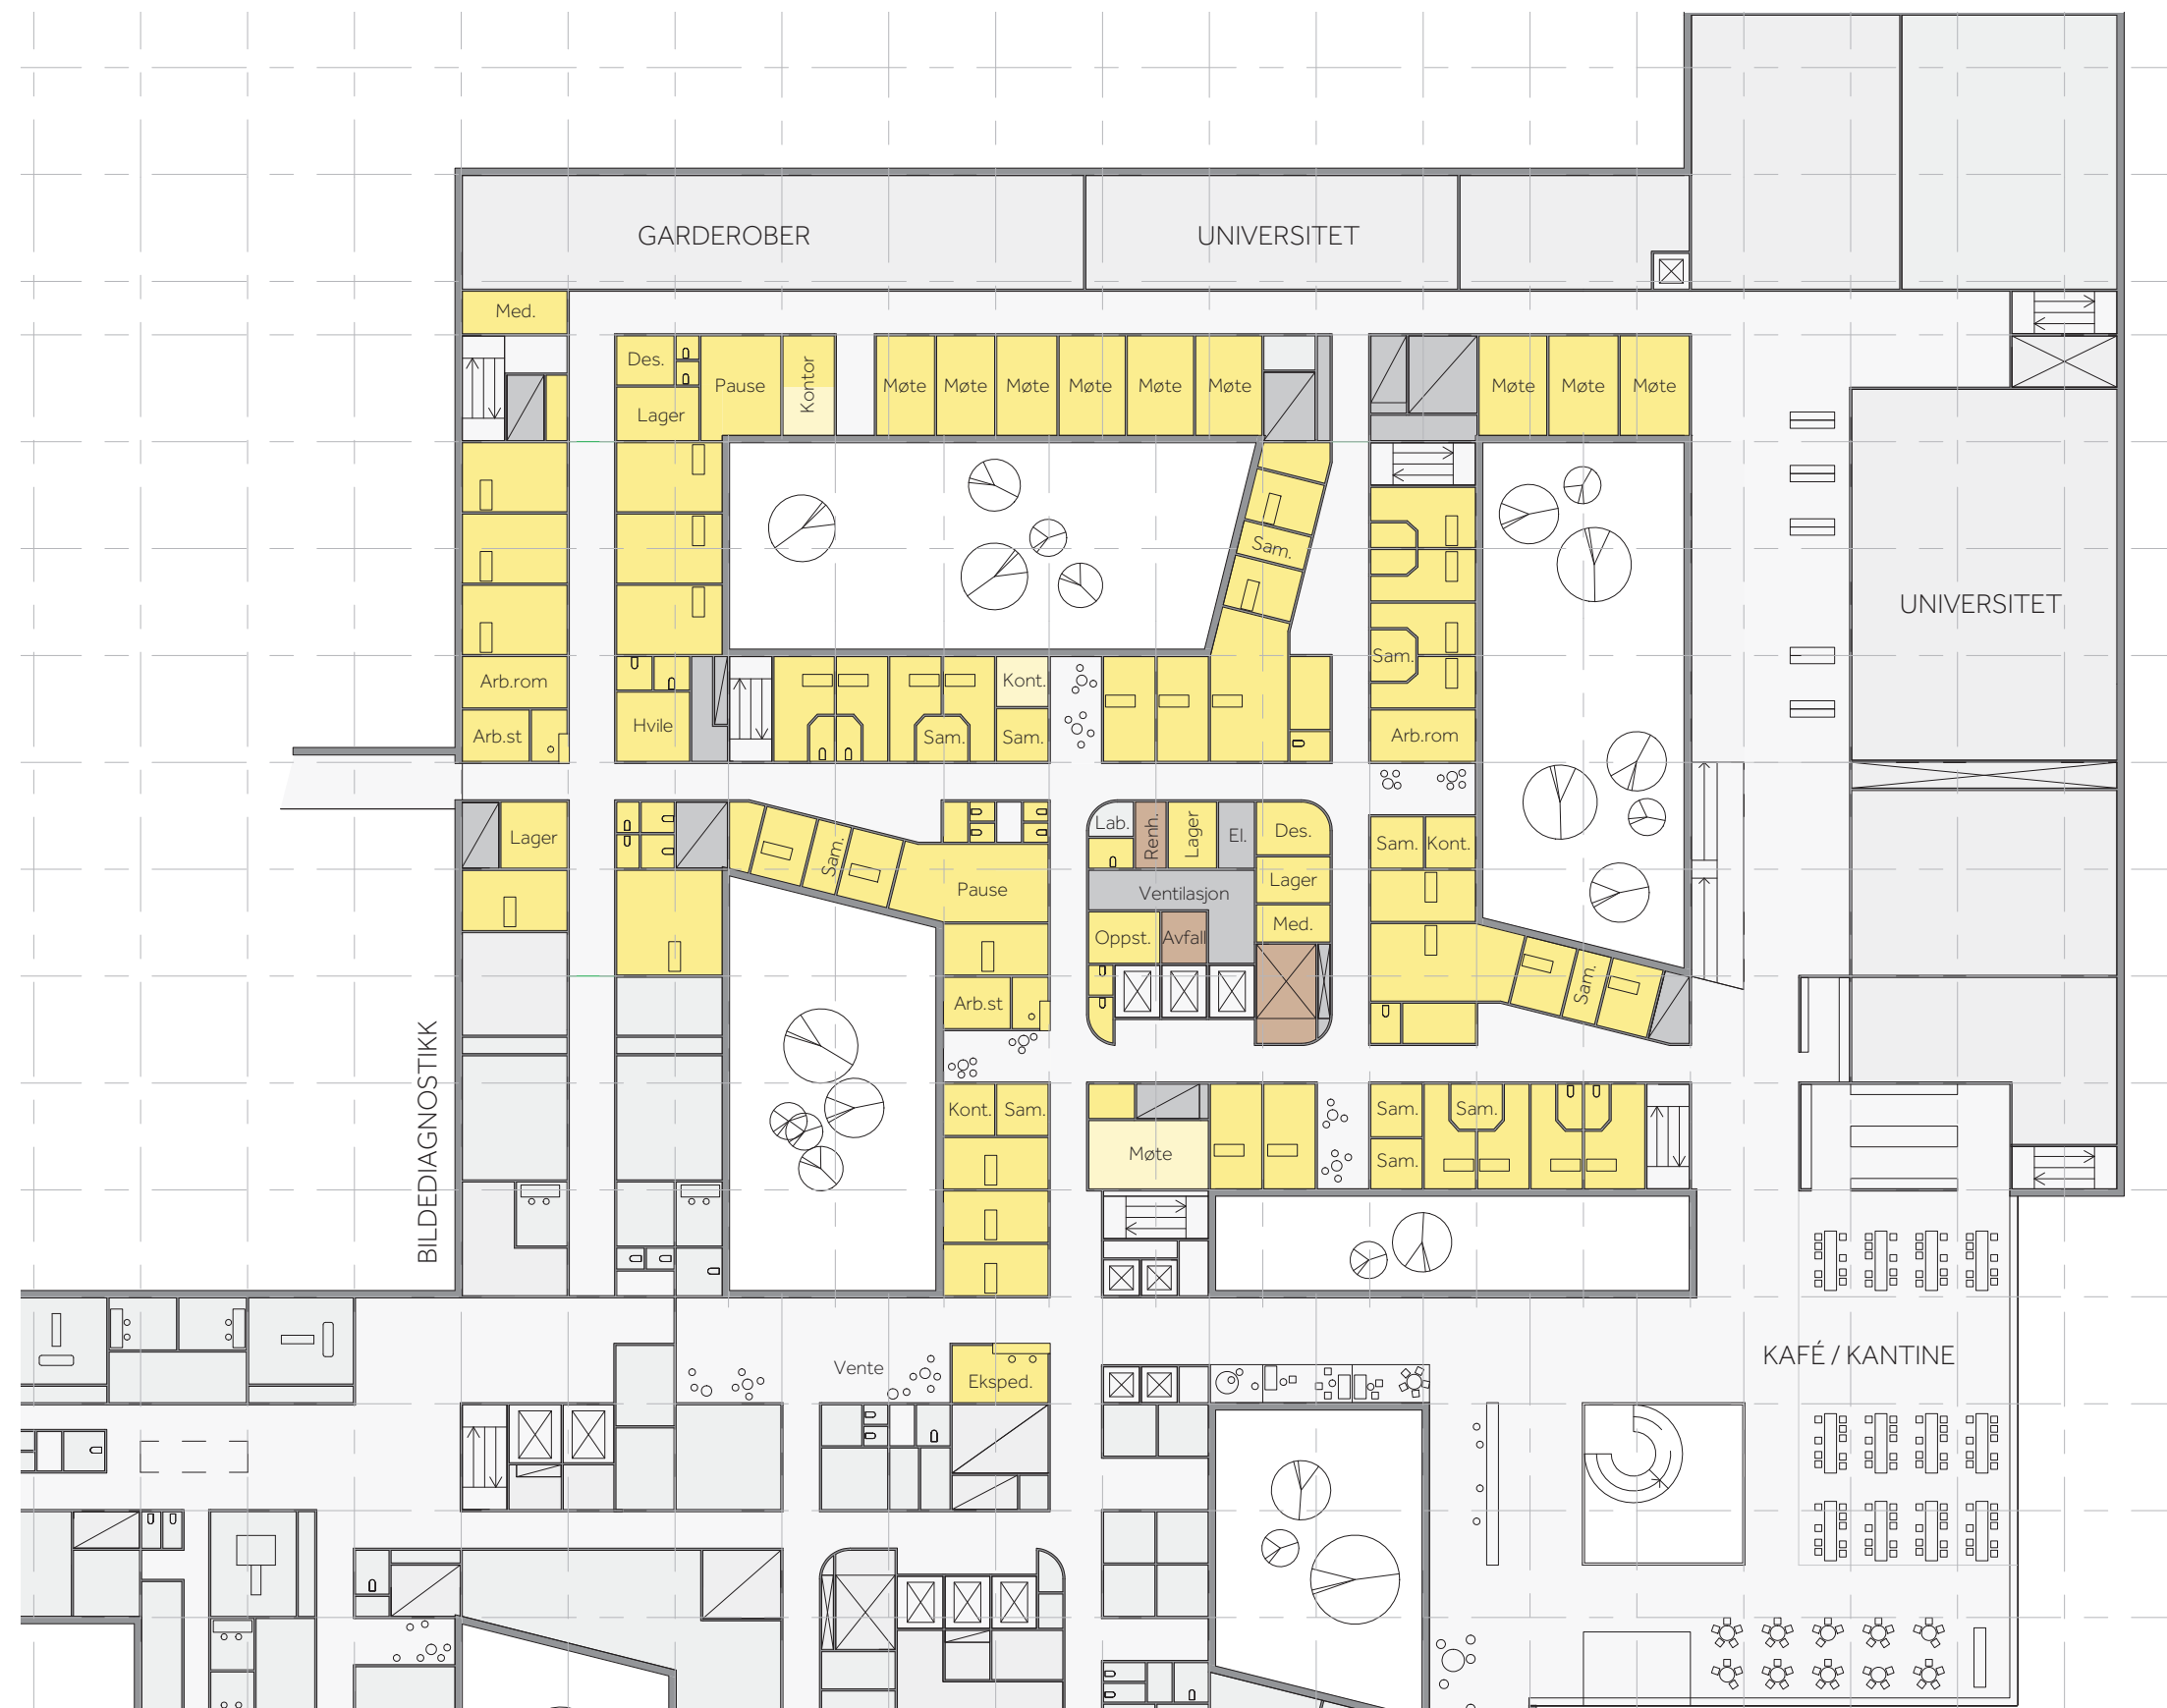 GARDEROBER
UNIVERSITET
Med.
Des.
Pause
Kontor
Møte
Møte
Møte
Møte
Møte
Møte
Møte
Møte
Møte
Lager
Sam.
UNIVERSITET
Sam.
Arb.rom
Kont.
Hvile
Arb.st
Sam.
Sam.
Arb.rom
Lager
Sam.
Lab.
Renh.
Lager
El.
Des.
Sam.
Kont.
Pause
Ventilasjon
Lager
Oppst.
Avfall
Med.
Sam.
Arb.st
BILDEDIAGNOSTIKK
Kont.
Sam.
Sam.
Sam.
Møte
Sam.
KAFÉ / KANTINE
Vente
Eksped.